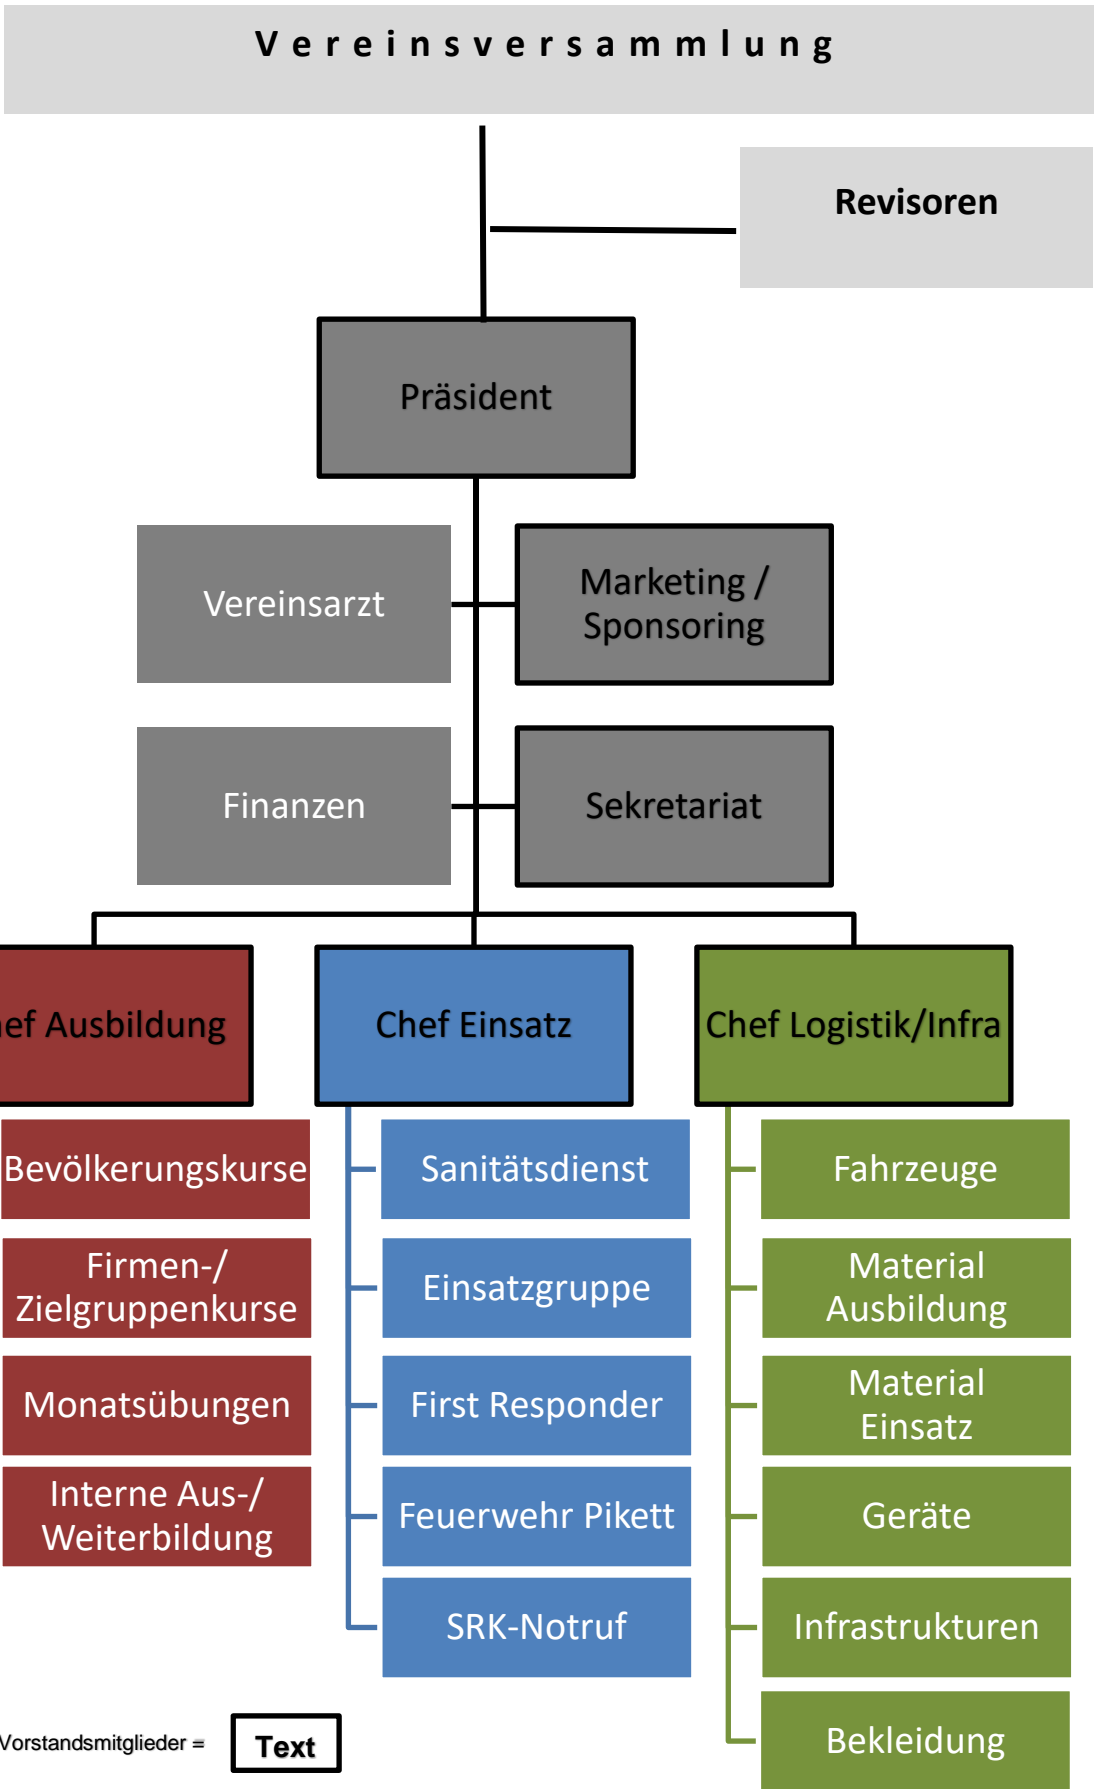 Vereinsversammlung
Revisoren
Präsident
Vereinsarzt
Marketing /
Sponsoring
Finanzen
Sekretariat
ef Ausbildung
Chef Einsatz
Chef Logistik/Infra
Bevölkerungskurse
Firmen-/
Zielgruppenkurse
Monatsübungen
Interne Aus-/
Weiterbildung
Sanitätsdienst
Einsatzgruppe
First Responder
Feuerwehr Pikett
SRK-Notruf
Fahrzeuge
Material
Ausbildung
Material
Einsatz
Geräte
Infrastrukturen
Bekleidung
Vorstandsmitglieder =
Text